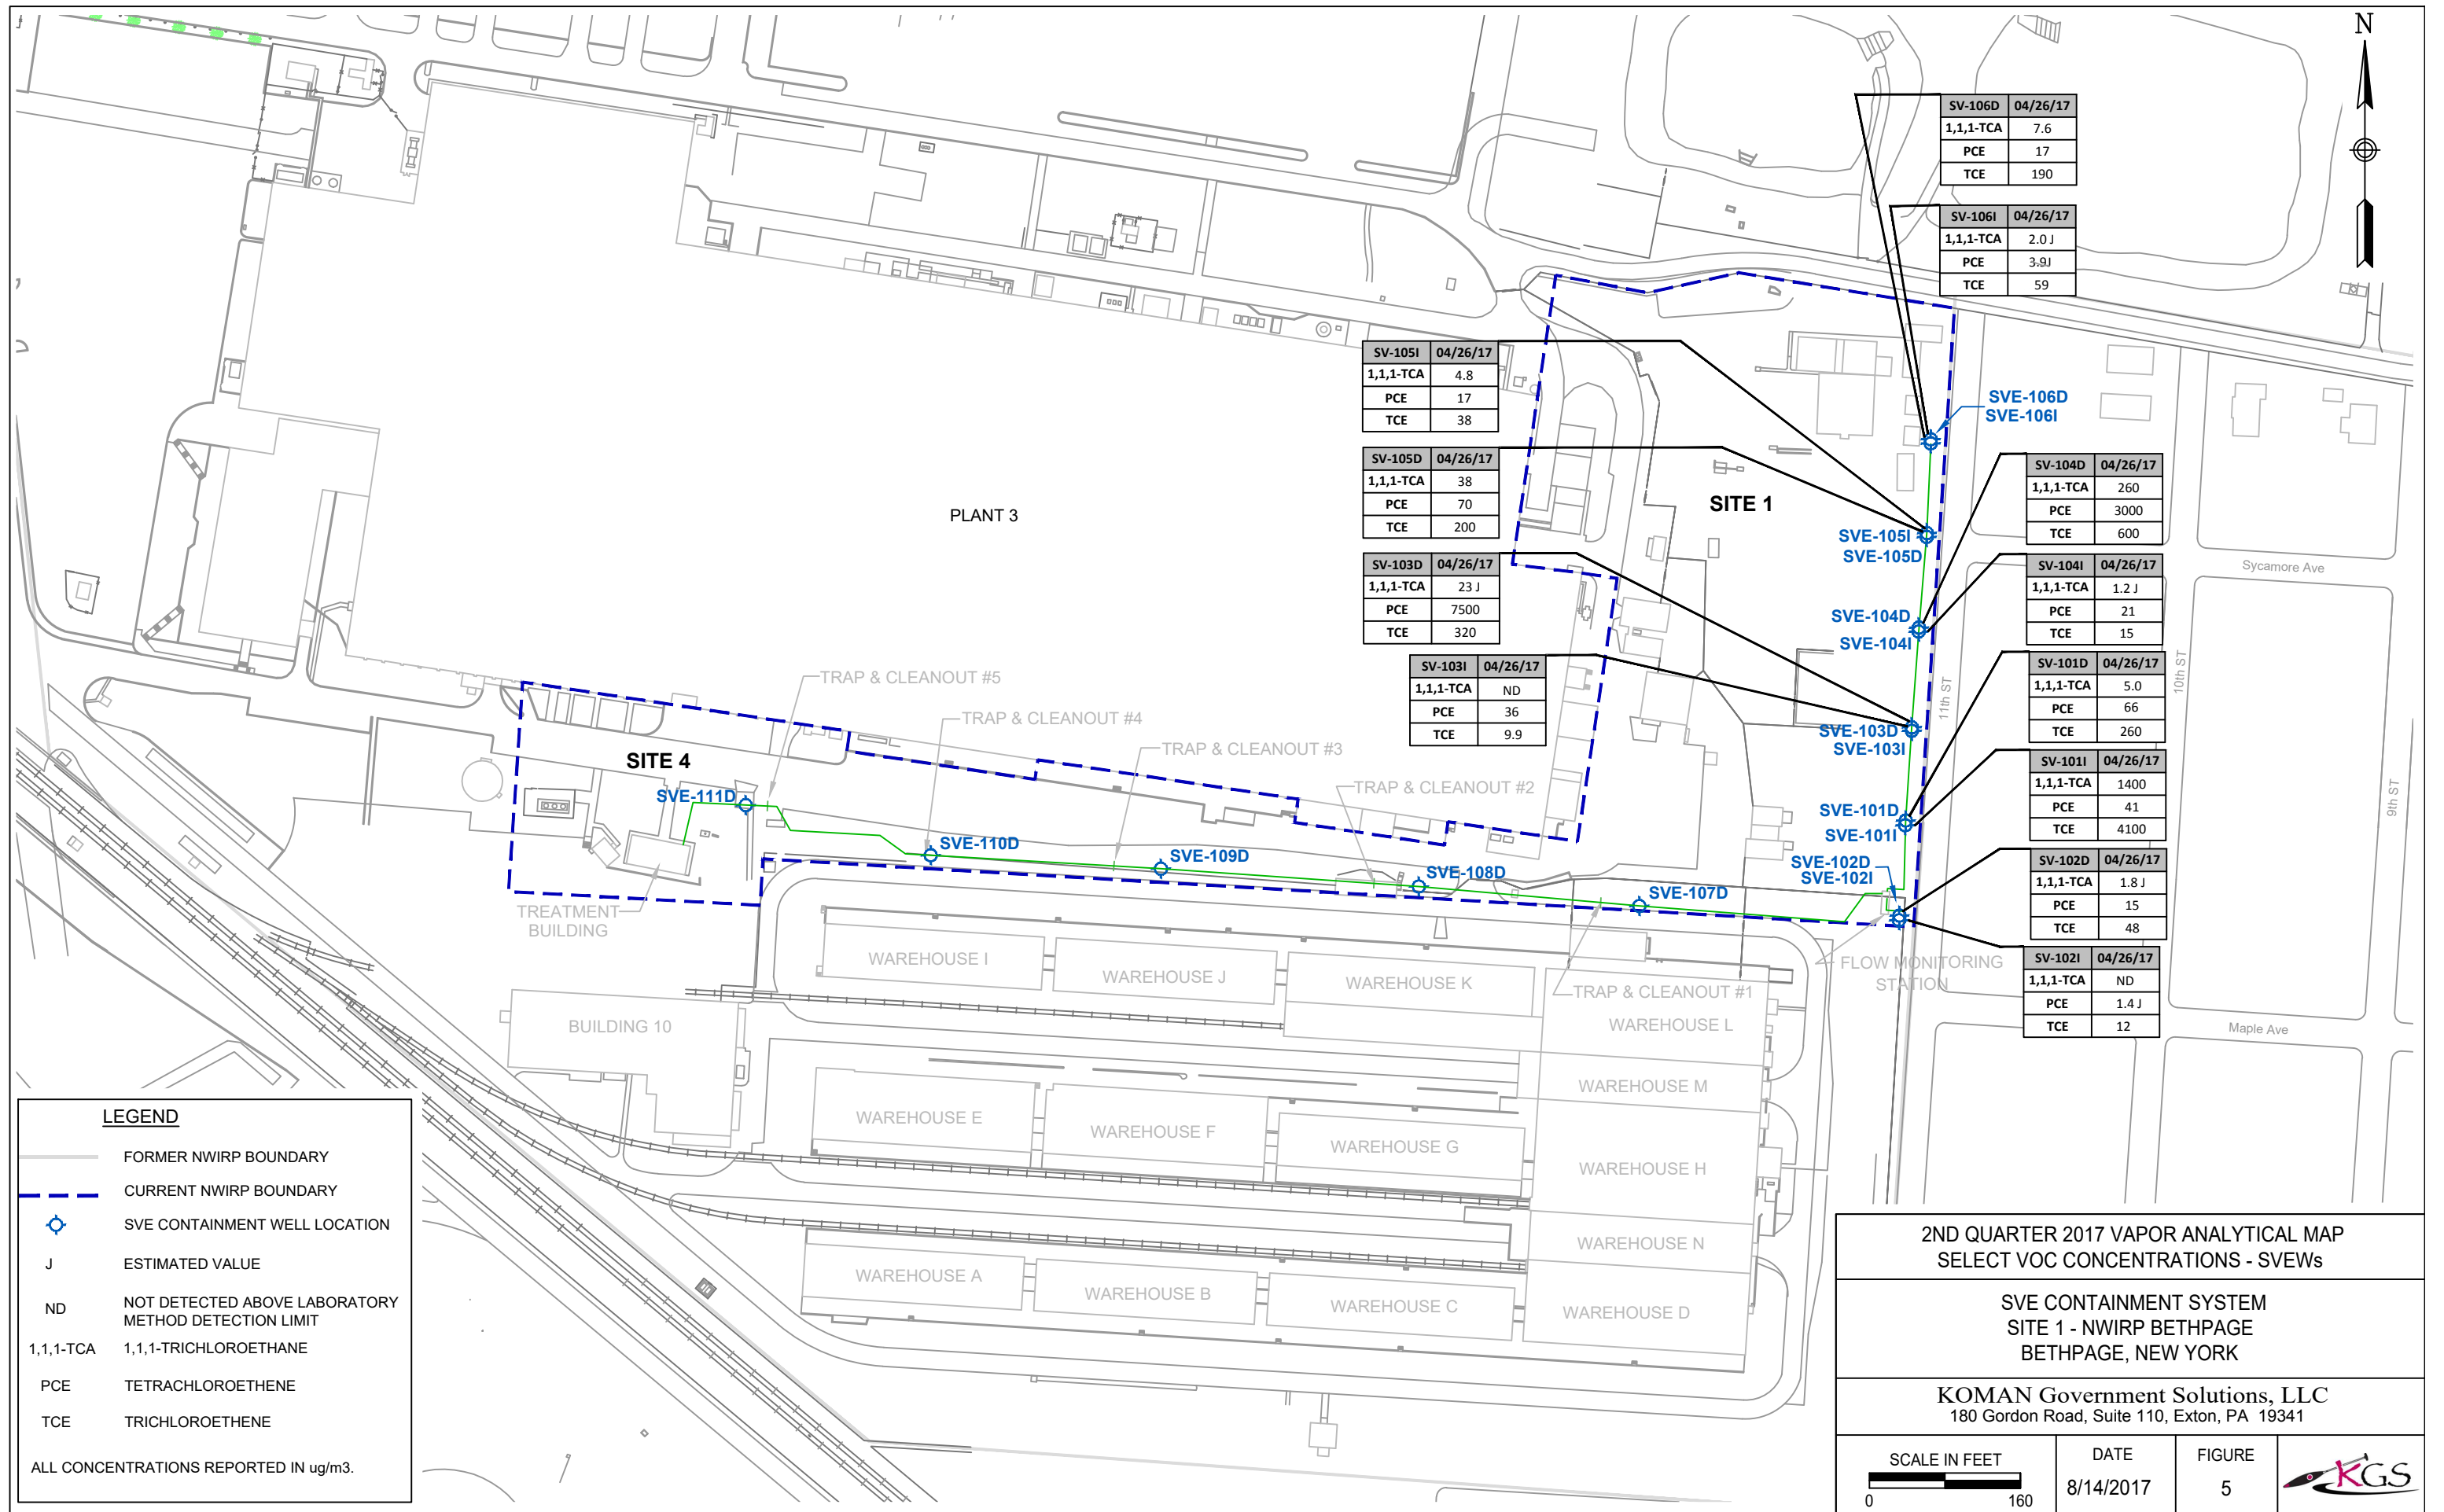 N
SV-106D 04/26/17
1,1,1-TCA 7.6
PCE 17
TCE 190
SV-106I 04/26/17
1,1,1-TCA 2.0 J
PCE 3.9J
TCE 59
SV-105I 04/26/17
1,1,1-TCA 4.8
PCE 17
TCE 38
SV-105D 04/26/17
1,1,1-TCA 38
PCE 70
TCE 200
SV-103D 04/26/17
1,1,1-TCA 23 J
PCE 7500
TCE 320
SV-103I 04/26/17
1,1,1-TCA ND
PCE 36
TCE 9.9
SV-104D 04/26/17
1,1,1-TCA 260
PCE 3000
TCE 600
SV-104I 04/26/17
1,1,1-TCA 1.2 J
PCE 21
TCE 15
SV-101D 04/26/17
1,1,1-TCA 5.0
PCE 66
TCE 260
SV-101I 04/26/17
1,1,1-TCA 1400
PCE 41
TCE 4100
SV-102D 04/26/17
1,1,1-TCA 1.8 J
PCE 15
TCE 48
SV-102I 04/26/17
1,1,1-TCA ND
PCE 1.4 J
TCE 12
SVE-106D
SVE-106I
SITE 1
SVE-105I
SVE-105D
SVE-104D
SVE-104I
SVE-103D
SVE-103I
SVE-101D
SVE-101I
SVE-102D
SVE-102I
Sycamore Ave
11th ST
10th ST
9th ST
Maple Ave
PLANT 3
TRAP & CLEANOUT #5
TRAP & CLEANOUT #4
TRAP & CLEANOUT #3
TRAP & CLEANOUT #2
SITE 4
SVE-111D
SVE-110D
SVE-109D
SVE-108D
SVE-107D
TREATMENT
BUILDING
FLOW MONITORING
STATION
TRAP & CLEANOUT #1
WAREHOUSE I
WAREHOUSE J
WAREHOUSE K
WAREHOUSE L
BUILDING 10
WAREHOUSE M
WAREHOUSE E
WAREHOUSE F
WAREHOUSE G
WAREHOUSE H
WAREHOUSE N
WAREHOUSE A
WAREHOUSE B
WAREHOUSE C
WAREHOUSE D
LEGEND
FORMER NWIRP BOUNDARY
CURRENT NWIRP BOUNDARY
SVE CONTAINMENT WELL LOCATION
J ESTIMATED VALUE
ND NOT DETECTED ABOVE LABORATORY
METHOD DETECTION LIMIT
1,1,1-TCA 1,1,1-TRICHLOROETHANE
PCE TETRACHLOROETHENE
TCE TRICHLOROETHENE
ALL CONCENTRATIONS REPORTED IN ug/m3.
2ND QUARTER 2017 VAPOR ANALYTICAL MAP
SELECT VOC CONCENTRATIONS - SVEWs
SVE CONTAINMENT SYSTEM
SITE 1 - NWIRP BETHPAGE
BETHPAGE, NEW YORK
KOMAN Government Solutions, LLC
180 Gordon Road, Suite 110, Exton, PA 19341
SCALE IN FEET
0 160
DATE
8/14/2017
FIGURE
5
KGS